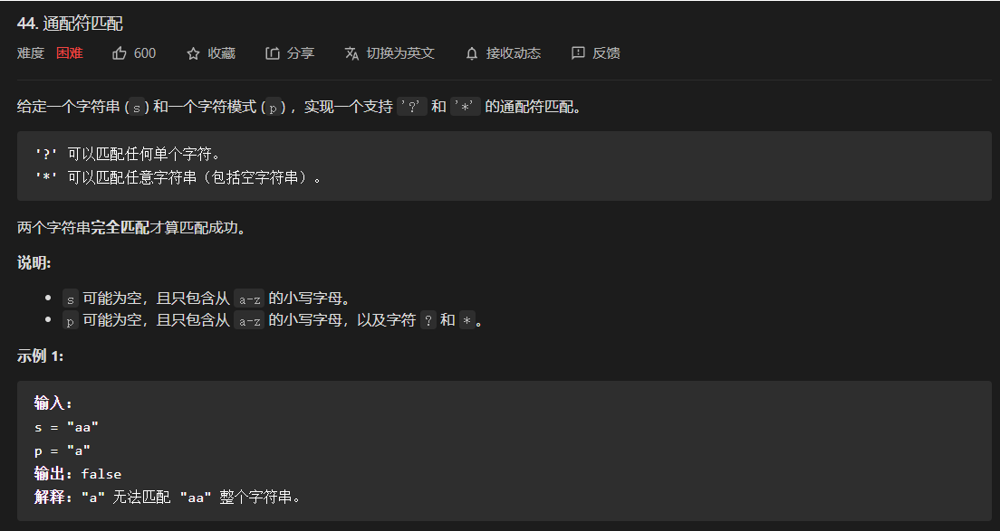 44. 通配符匹配
难度 困难 600 收藏 分享 切换为英文 接收动态 反馈
给定一个字符串 (s) 和一个字符模式 (p) ，实现一个支持 '?' 和 '*' 的通配符匹配。
'?' 可以匹配任何单个字符。
'*' 可以匹配任意字符串（包括空字符串）。
两个字符串完全匹配才算匹配成功。
说明:
• s 可能为空，且只包含从 a-z 的小写字母。
• p 可能为空，且只包含从 a-z 的小写字母，以及字符 ? 和 *。
示例 1:
输入:
s = "aa"
p = "a"
输出: false
解释: "a" 无法匹配 "aa" 整个字符串。